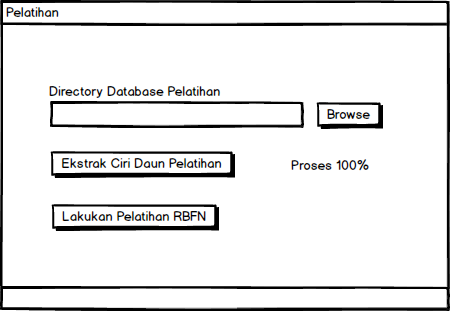 Pelatihan
Directory Database Pelatihan
Browse
Ekstrak Ciri Daun Pelatihan
Proses 100%
Lakukan Pelatihan RBFN